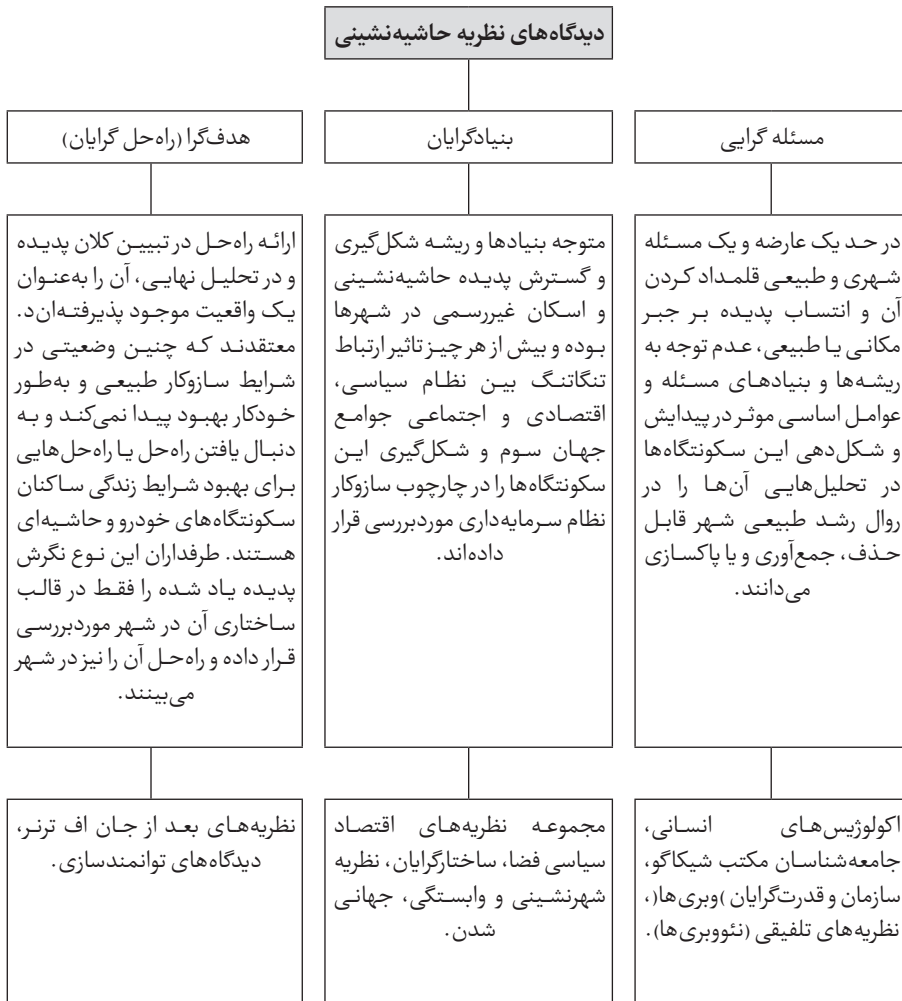 دیدگاه‌های نظریه حاشیه‌نشینی
مسئله گرایی
بنیادگرایان
هدف‌گرا (راه‌حل گرایان)
در حد یک عارضه و یک مسئله
شهری و طبیعی قلمداد کردن
آن و انتساب پدیده بر جبر
مکانی یا طبیعی، عدم توجه به
ریشه‌ها و بنیادهای مسئله و
عوامل اساسی موثر در پیدایش
و شکل‌دهی این سکونتگاه‌ها
در تحلیل‌هایی آن‌ها را در
روال رشد طبیعی شهر قابل
حذف، جمع‌آوری و یا پاکسازی
می‌دانند.
متوجه بنیادها و ریشه شکل‌گیری
و گسترش پدیده حاشیه‌نشینی
و اسکان غیررسمی در شهرها
بوده و بیش از هر چیز تاثیر ارتباط
تنگاتنگ بین نظام سیاسی،
اقتصادی و اجتماعی جوامع
جهان سوم و شکل‌گیری این
سکونتگاه‌ها را در چارچوب سازوکار
نظام سرمایه‌داری موردبررسی قرار
داده‌اند.
ارائه راه‌حل در تبیین کلان پدیده
و در تحلیل نهایی، آن را به‌عنوان
یک واقعیت موجود پذیرفته‌اند.
معتقدند که چنین وضعیتی در
شرایط سازوکار طبیعی و به‌طور
خودکار بهبود پیدا نمی‌کند و به
دنبال یافتن راه‌حل یا راه‌حل‌هایی
برای بهبود شرایط زندگی ساکنان
سکونتگاه‌های خودرو و حاشیه‌ای
هستند. طرفداران این نوع نگرش
پدیده یاد شده را فقط در قالب
ساختاری آن در شهر موردبررسی
قرار داده و راه‌حل آن را نیز در شهر
می‌بینند.
اکولوژیس‌های انسانی،
جامعه‌شناسان مکتب شیکاگو،
سازمان و قدرت‌گرایان )وبری‌ها(،
نظریه‌های تلفیقی (نئووبری‌ها).
مجموعه نظریه‌های اقتصاد
سیاسی فضا، ساختارگرایان، نظریه
شهرنشینی و وابستگی، جهانی
شدن.
نظریه‌های بعد از جان اف ترنر،
دیدگاه‌های توانمندسازی.